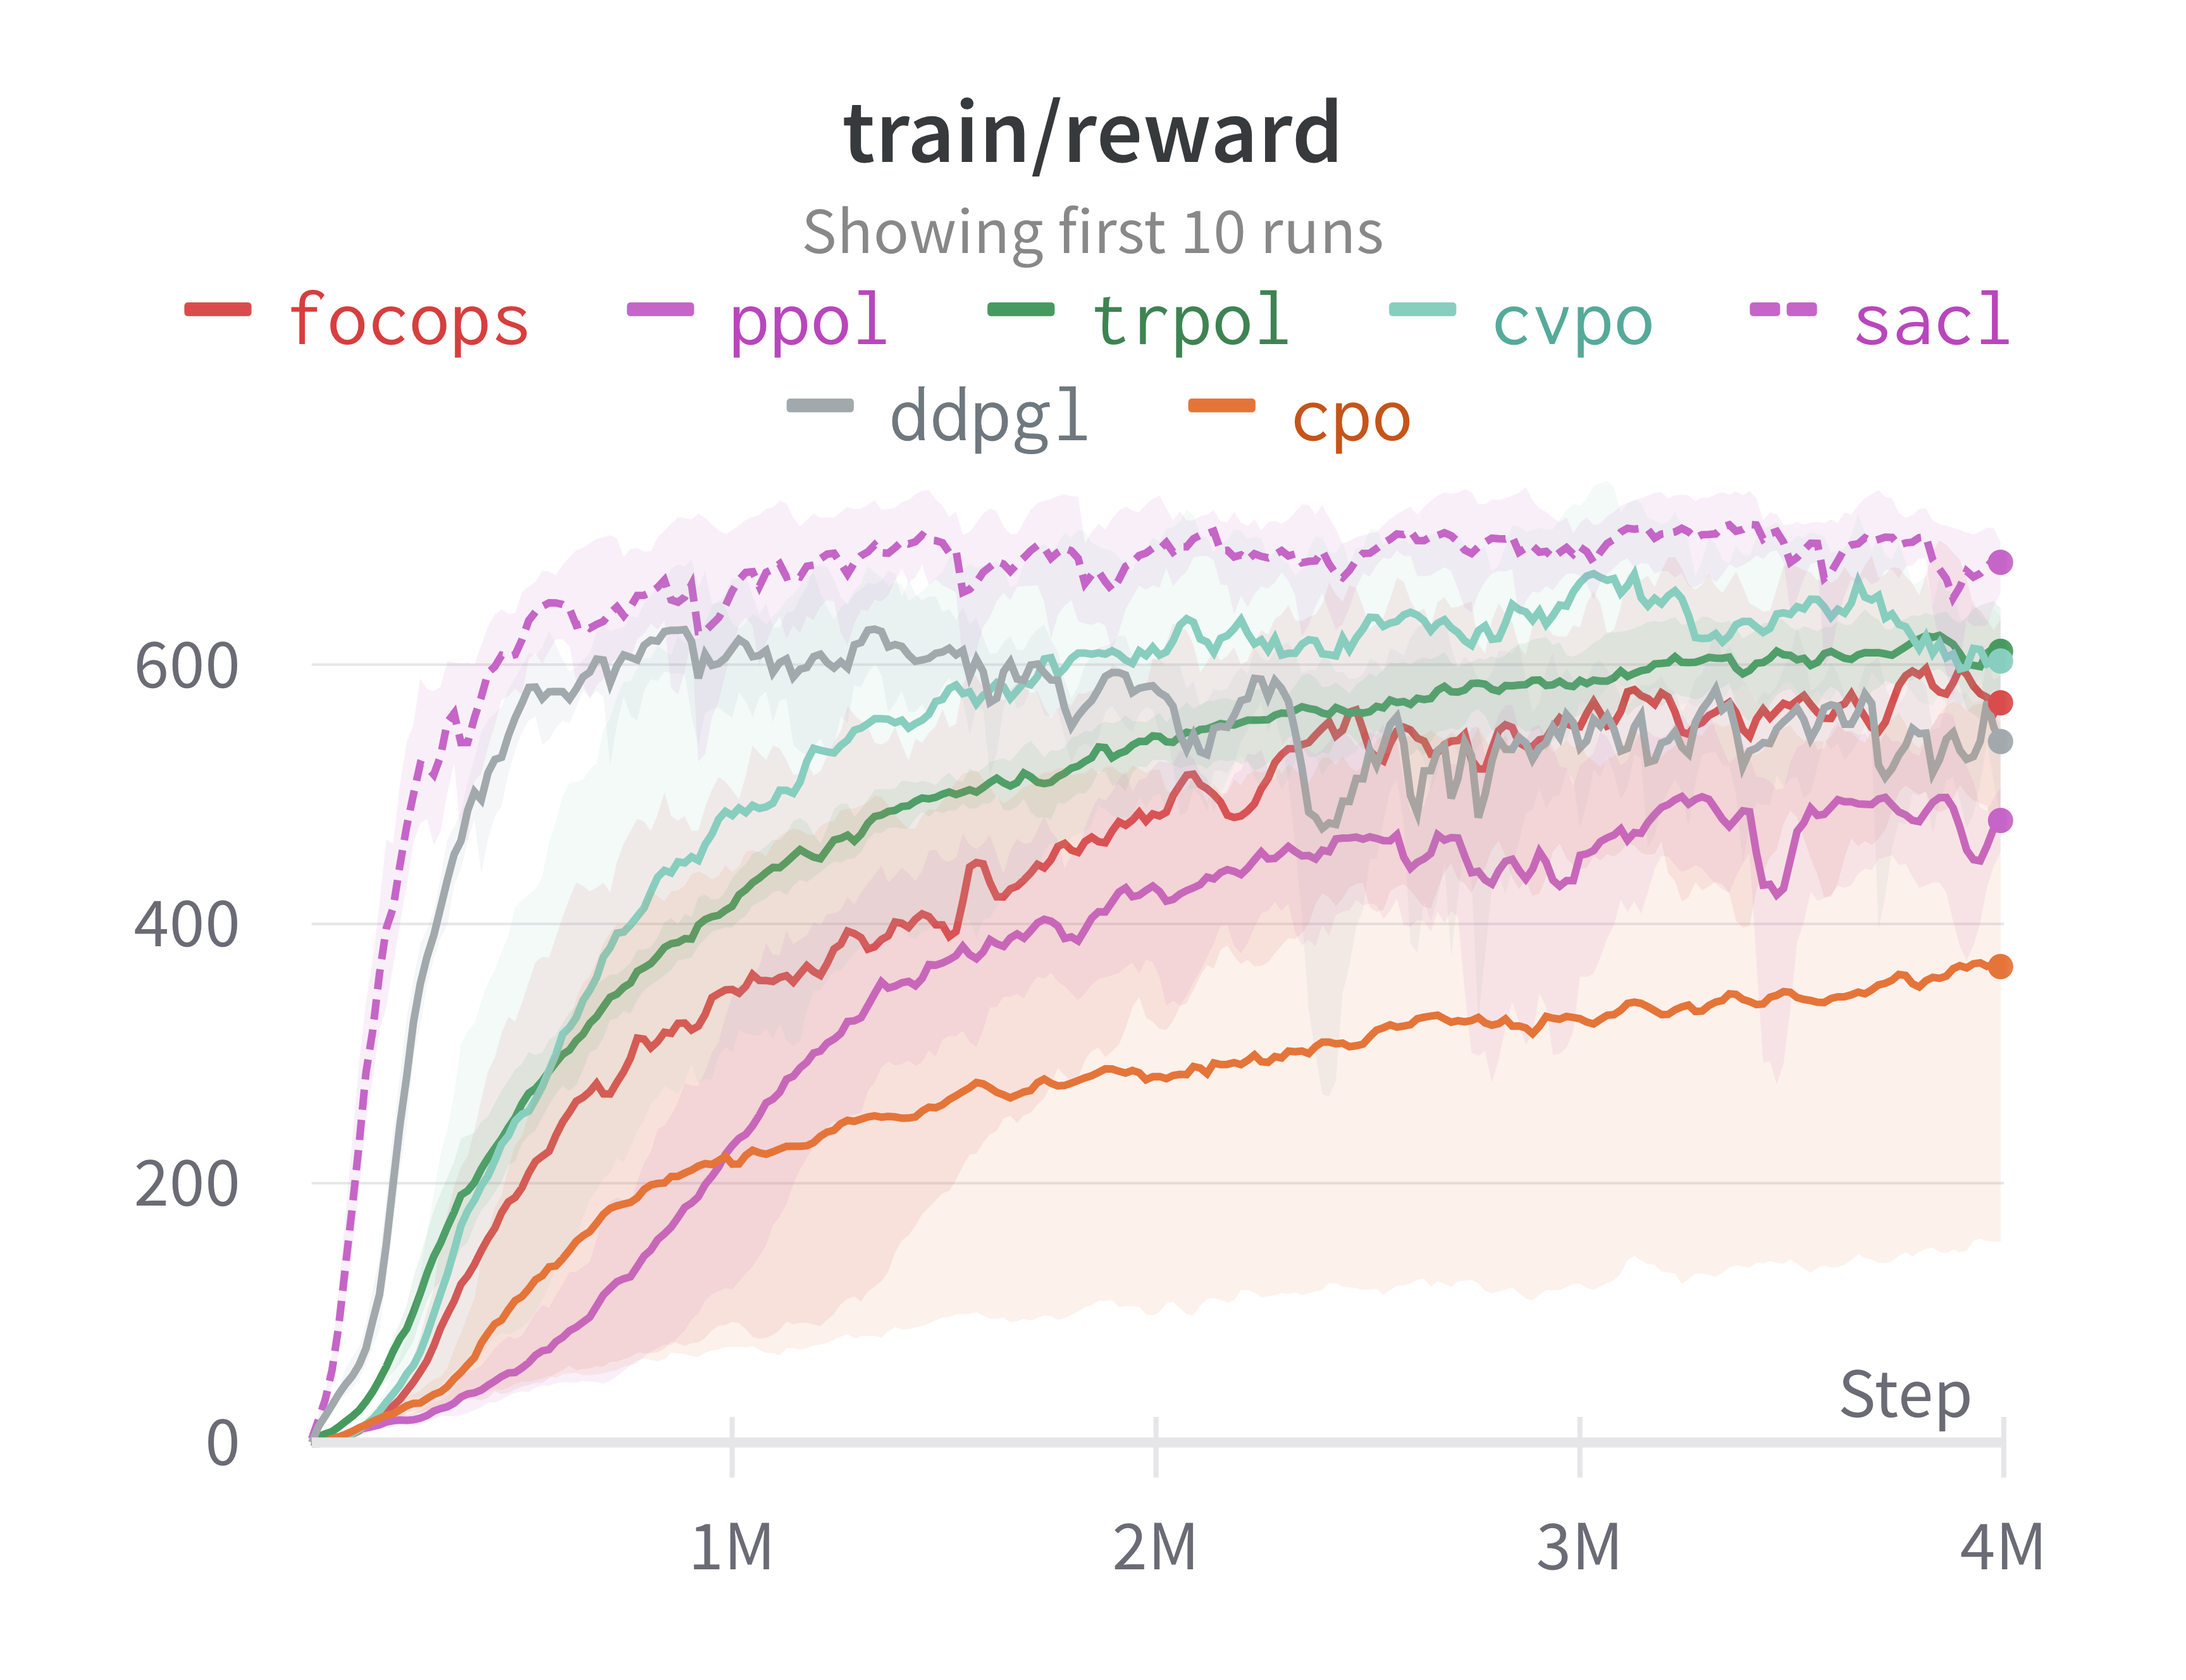 train/reward
Showing first 10 runs
focops ppol trpol cvpo sacl
ddpgl cpo
600
400
200
0
Step
1M 2M 3M 4M